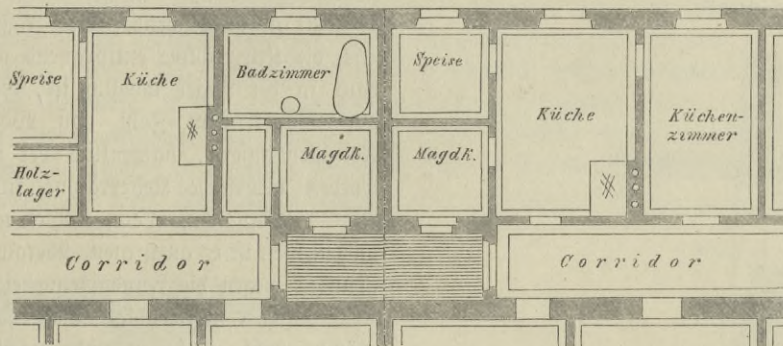 Speise
Küche
Badzimmer
Speise
Küche
Küchen-
zimmer
Magdk.
Magdk.
Holz-
lager
Corridor
Corridor